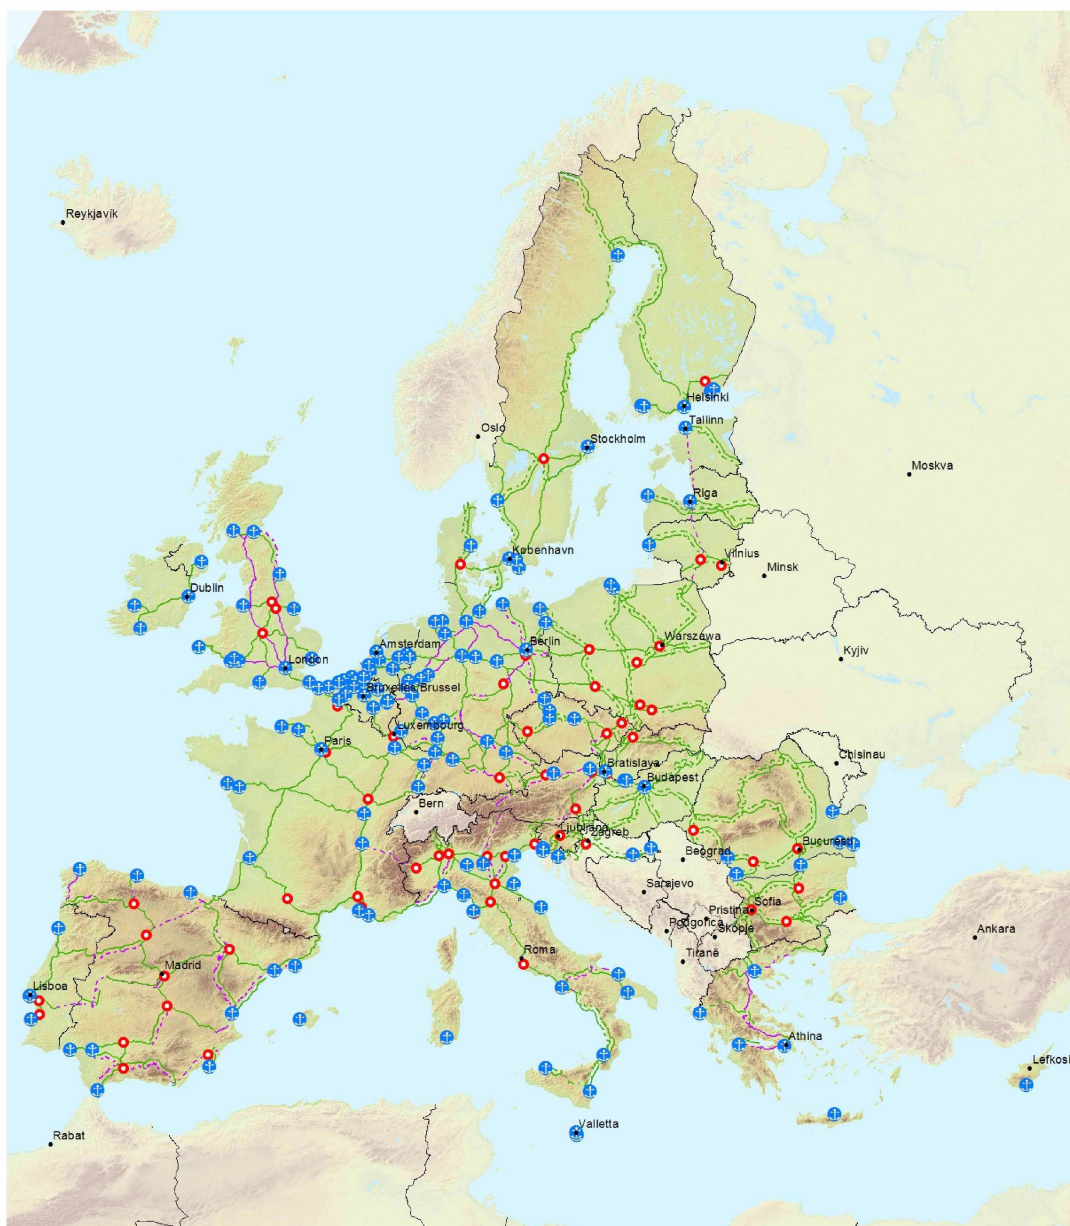 Reykjavík
Oslo
Helsinki
Tallinn
Stockholm
Moskva
Riga
København
Vilnius
Minsk
Dublin
Amsterdam
Berlin
Warszawa
London
Kyjiv
Bruxelles/Brussel
Luxembourg
Paris
Chisinau
Bratislava
Budapest
Bern
Ljubljana
Zagreb
Bucuresti
Beograd
Sarajevo
Sofia
Pristina
Podgorica
Skopje
Ankara
Roma
Tiranë
Madrid
Lisboa
Athina
Lefkosi
Valletta
Rabat